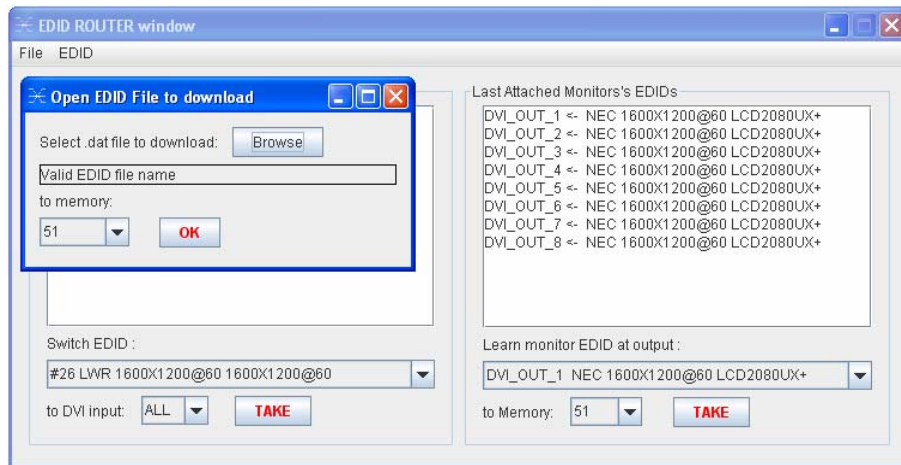 EDID ROUTER window
File EDID
Open EDID File to download
Select .dat file to download: Browse
Valid EDID file name
to memory:
51 OK
Last Attached Monitors's EDIDs
DVI_OUT_1 <- NEC 1600X1200@60 LCD2080UX+
DVI_OUT_2 <- NEC 1600X1200@60 LCD2080UX+
DVI_OUT_3 <- NEC 1600X1200@60 LCD2080UX+
DVI_OUT_4 <- NEC 1600X1200@60 LCD2080UX+
DVI_OUT_5 <- NEC 1600X1200@60 LCD2080UX+
DVI_OUT_6 <- NEC 1600X1200@60 LCD2080UX+
DVI_OUT_7 <- NEC 1600X1200@60 LCD2080UX+
DVI_OUT_8 <- NEC 1600X1200@60 LCD2080UX+
Switch EDID :
#26 LWR 1600X1200@60 1600X1200@60
to DVI input: ALL TAKE
Learn monitor EDID at output :
DVI_OUT_1 NEC 1600X1200@60 LCD2080UX+
to Memory: 51 TAKE